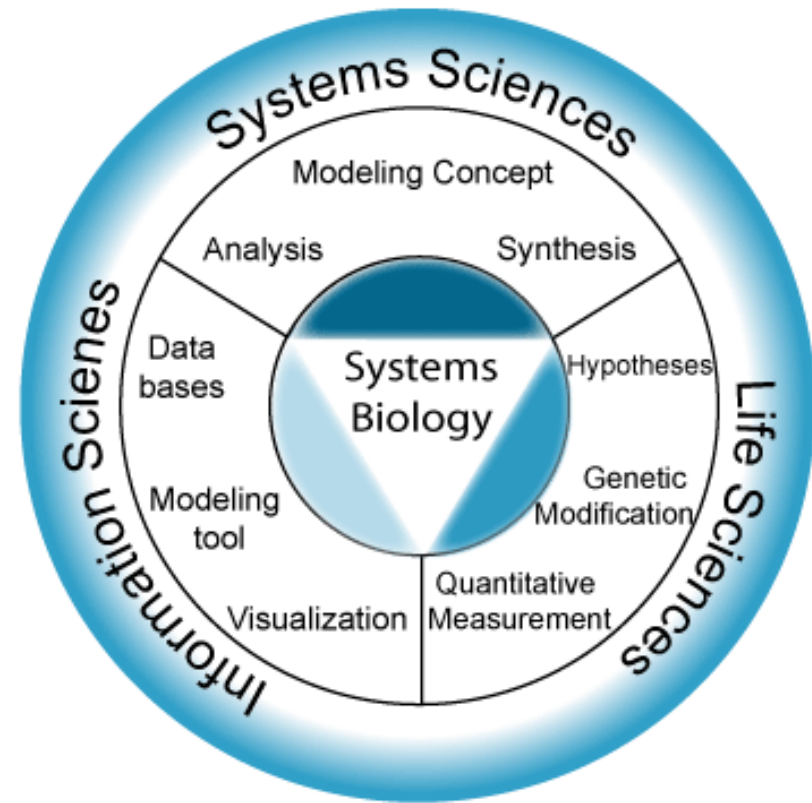 Systems Sciences
Modeling Concept
Analysis
Synthesis
Data
bases
Systems
Biology
Hypotheses
Modeling
tool
Genetic
Modification
Visualization
Quantitative
Measurement
Information Scienes
Life Sciences